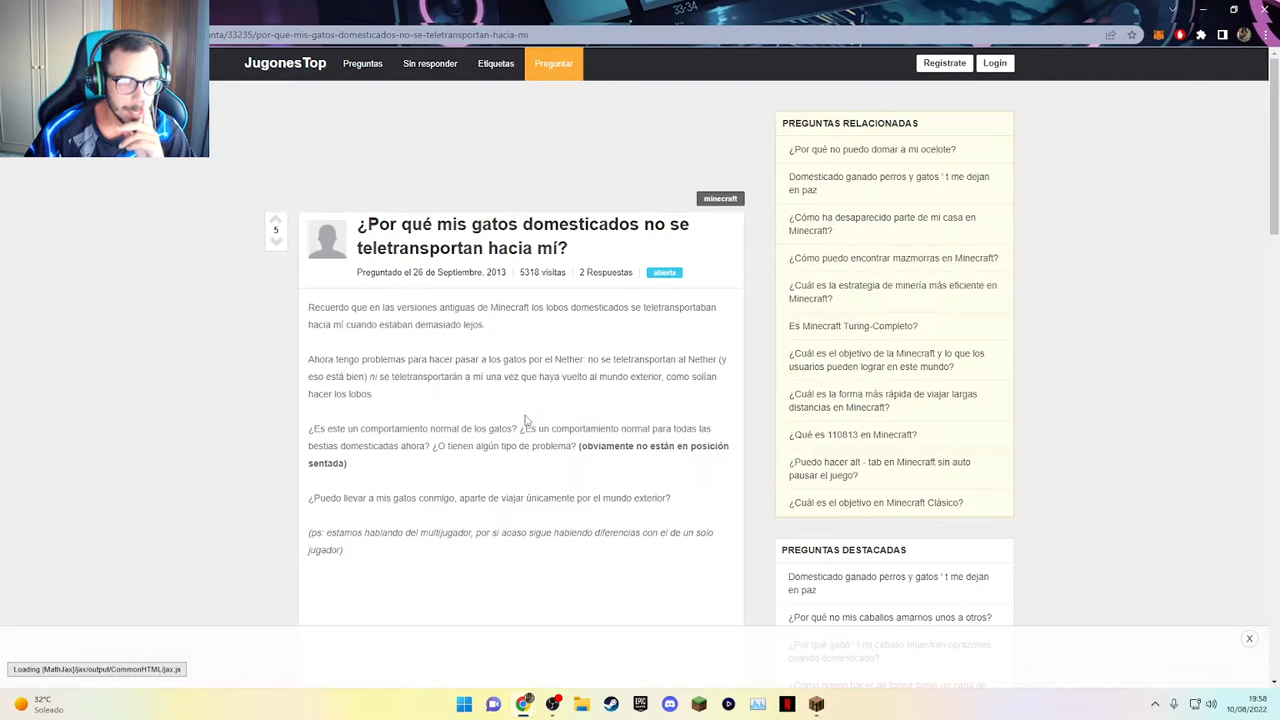 33-34
nta/33235/por-que-mis-gatos-domesticados-no-se-teletransportan-hacia-mi
JugonesTop
Preguntas
Sin responder
Etiquetas
Preguntar
Regístrate
Login
minecraft
5
¿Por qué mis gatos domesticados no se
teletransportan hacia mí?
Preguntado el 26 de Septiembre, 2013
5318 visitas
2 Respuestas
abierta
Recuerdo que en las versiones antiguas de Minecraft los lobos domesticados se teletransportaban
hacia mí cuando estaban demasiado lejos.
Ahora tengo problemas para hacer pasar a los gatos por el Nether: no se teletransportan al Nether (y
eso está bien) ni se teletransportarán a mí una vez que haya vuelto al mundo exterior, como solían
hacer los lobos.
¿Es este un comportamiento normal de los gatos? ¿Es un comportamiento normal para todas las
bestias domesticadas ahora? ¿O tienen algún tipo de problema? (obviamente no están en posición
sentada)
¿Puedo llevar a mis gatos conmigo, aparte de viajar únicamente por el mundo exterior?
(ps: estamos hablando del multijugador, por si acaso sigue habiendo diferencias con el de un solo
jugador)
PREGUNTAS RELACIONADAS
¿Por qué no puedo domar a mi ocelote?
Domesticado ganado perros y gatos ' t me dejan
en paz
¿Cómo ha desaparecido parte de mi casa en
Minecraft?
¿Cómo puedo encontrar mazmorras en Minecraft?
¿Cuál es la estrategia de minería más eficiente en
Minecraft?
Es Minecraft Turing-Completo?
¿Cuál es el objetivo de la Minecraft y lo que los
usuarios pueden lograr en este mundo?
¿Cuál es la forma más rápida de viajar largas
distancias en Minecraft?
¿Qué es 110813 en Minecraft?
¿Puedo hacer alt - tab en Minecraft sin auto
pausar el juego?
¿Cuál es el objetivo en Minecraft Clásico?
PREGUNTAS DESTACADAS
Domesticado ganado perros y gatos ' t me dejan
en paz
¿Por qué no mis caballos amarnos unos a otros?
¿Por qué ganó ' t mi caballo muestran corazones
cuando domesticado?
X
Loading [MathJax]/jax/output/CommonHTML/jax.js
32°C
Soleado
19:58
10/08/2022